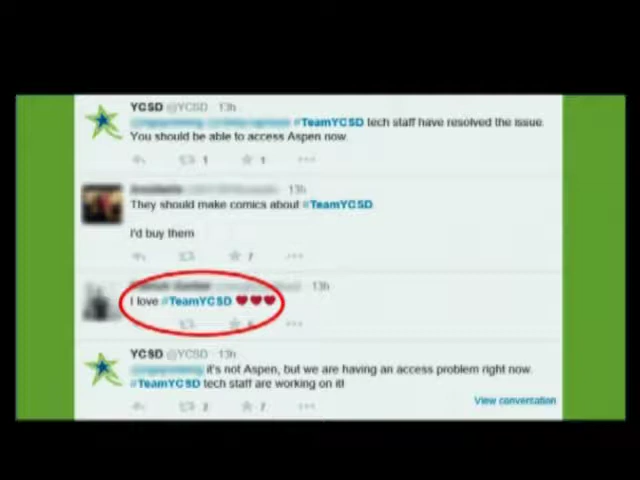 YCSD @YCSD · 13h
#TeamYCSD tech staff have resolved the issue.
You should be able to access Aspen now.
1 1
13h
They should make comics about #TeamYCSD
I'd buy them
7
13h
I love #TeamYCSD ❤❤❤
YCSD @YCSD · 13h
it's not Aspen, but we are having an access problem right now.
#TeamYCSD tech staff are working on it!
2 7
View conversation